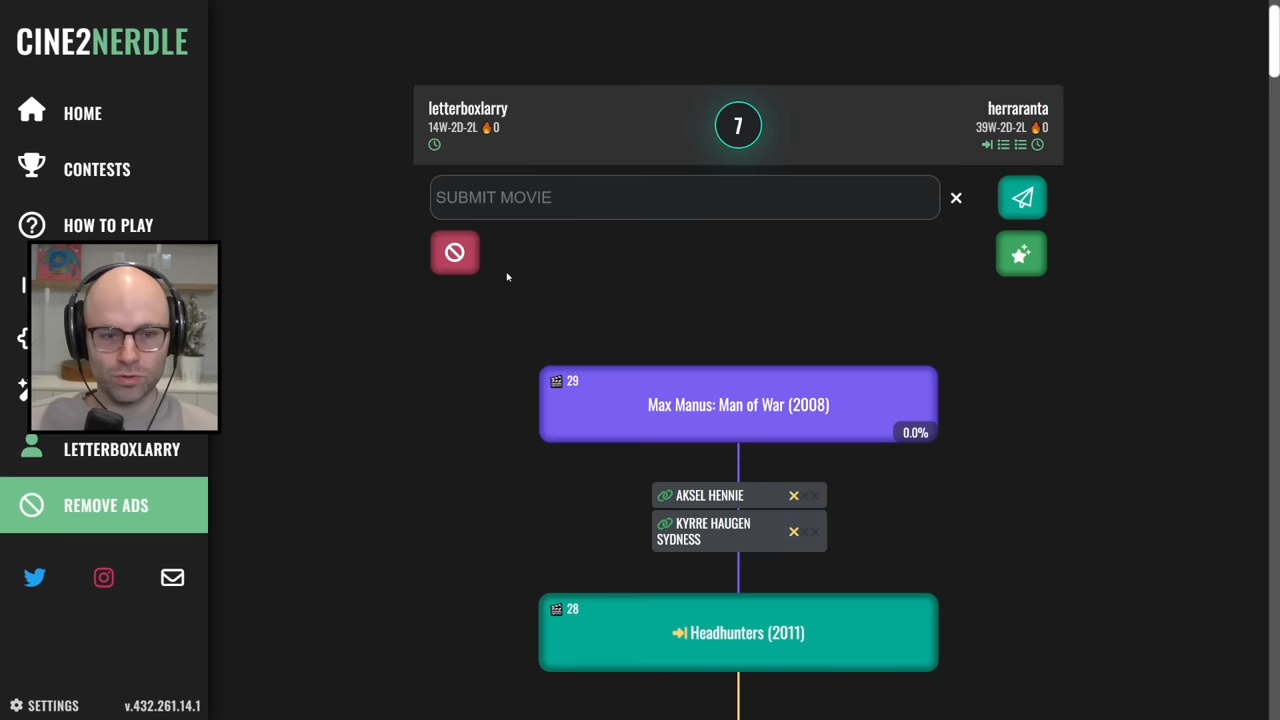 CINE2NERDLE
HOME
CONTESTS
HOW TO PLAY
LETTERBOXLARRY
REMOVE ADS
SETTINGS
v.432.261.14.1
letterboxlarry
14W-2D-2L 🔥0
7
herraranta
39W-2D-2L 🔥0
SUBMIT MOVIE
29
Max Manus: Man of War (2008)
0.0%
AKSEL HENNIE
KYRRE HAUGEN
SYDNESS
28
Headhunters (2011)